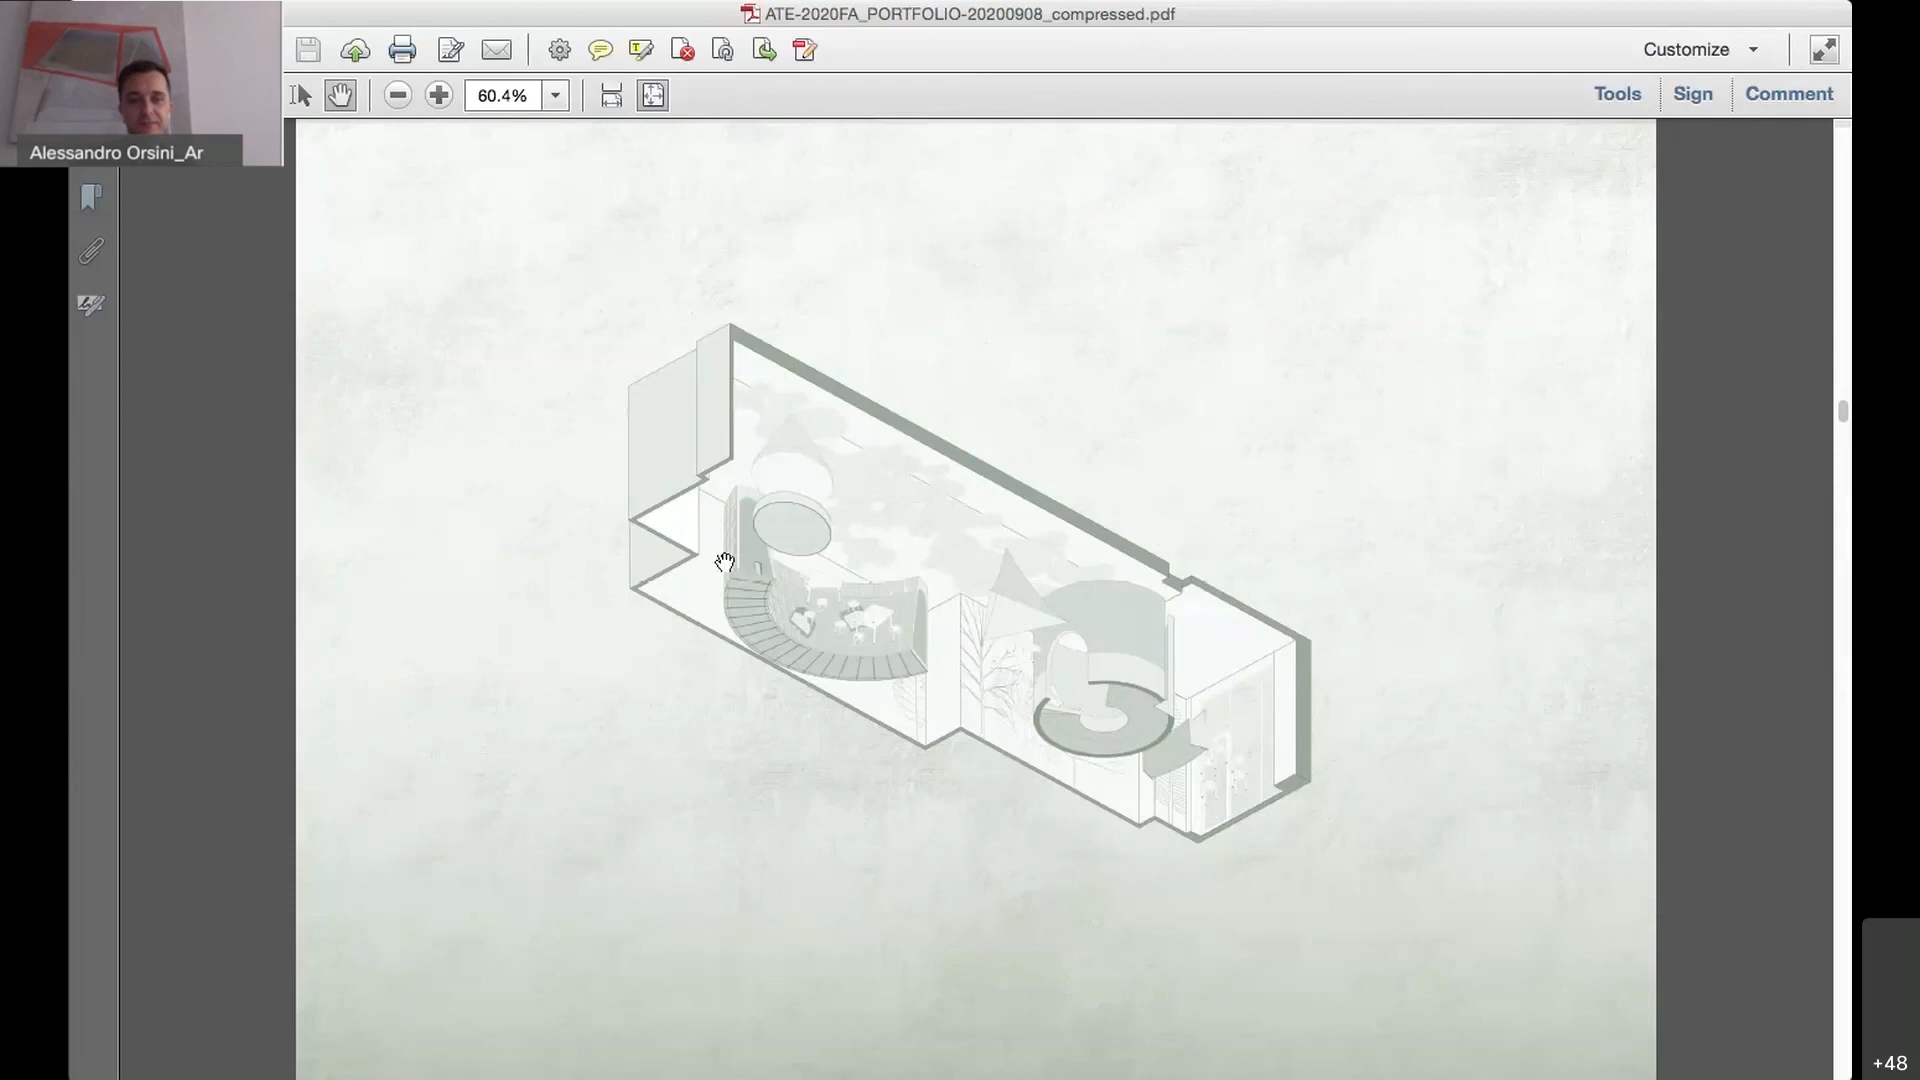 ATE-2020FA_PORTFOLIO-20200908_compressed.pdf
Customize
60.4%
Tools
Sign
Comment
Alessandro Orsini_Ar
+48